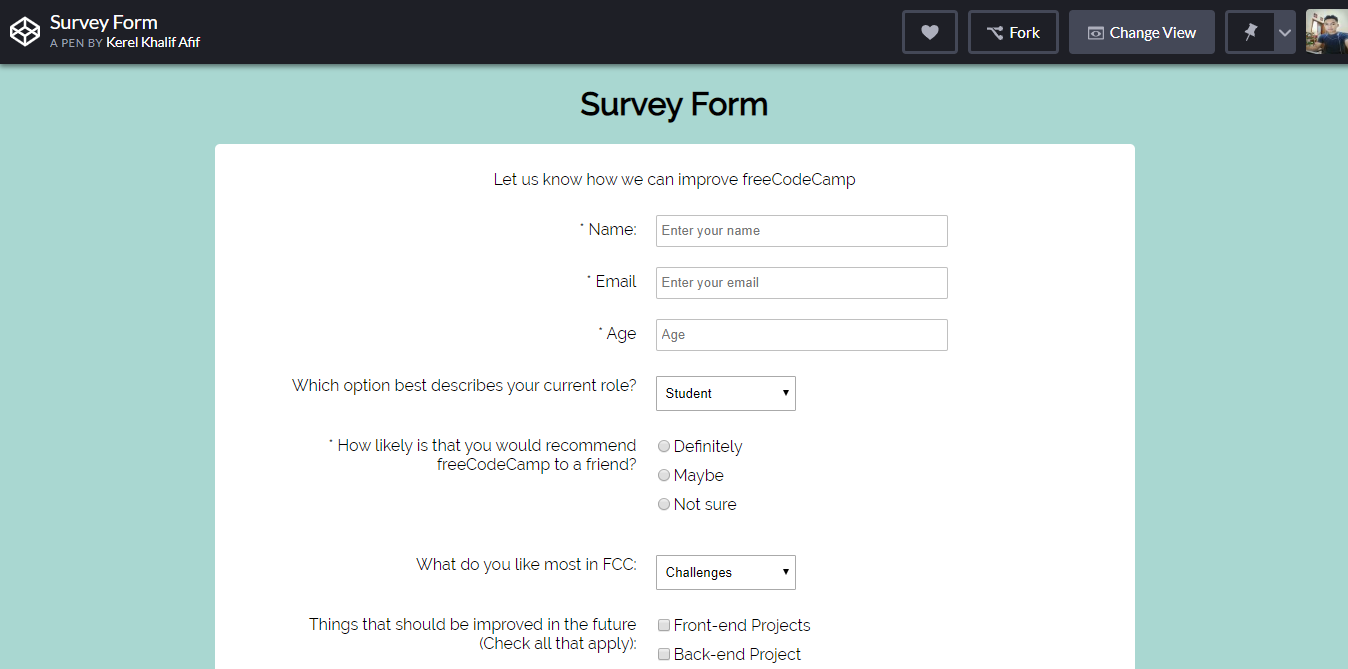 Survey Form
A PEN BY Kerel Khalif Afif
Fork
Change View
Survey Form
Let us know how we can improve freeCodeCamp
* Name:
Enter your name
* Email
Enter your email
* Age
Age
Which option best describes your current role?
Student
* How likely is that you would recommend
freeCodeCamp to a friend?
Definitely
Maybe
Not sure
What do you like most in FCC:
Challenges
Things that should be improved in the future
(Check all that apply):
Front-end Projects
Back-end Project